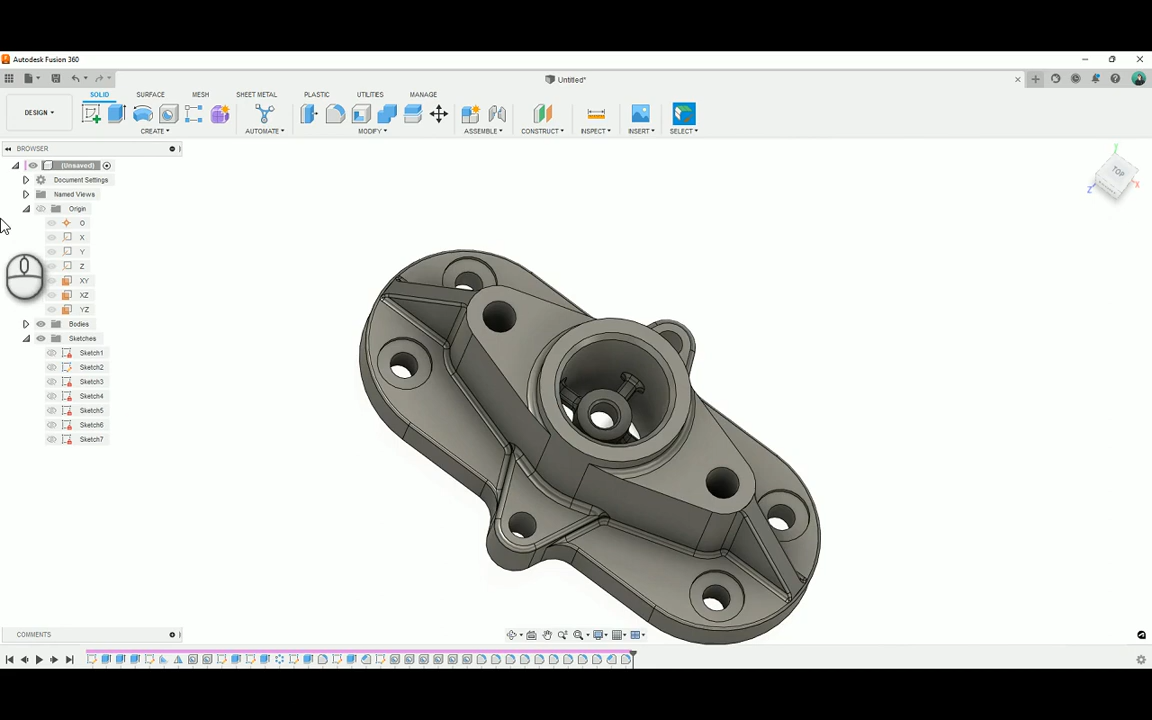 Autodesk Fusion 360
Untitled*
DESIGN
SOLID SURFACE MESH SHEET METAL PLASTIC UTILITIES MANAGE
CREATE AUTOMATE MODIFY ASSEMBLE CONSTRUCT INSPECT INSERT SELECT
BROWSER
(Unsaved)
Document Settings
Named Views
Origin
O
X
Y
Z
XY
XZ
YZ
Bodies
Sketches
Sketch1
Sketch2
Sketch3
Sketch4
Sketch5
Sketch6
Sketch7
Y
TOP
X
Z
COMMENTS